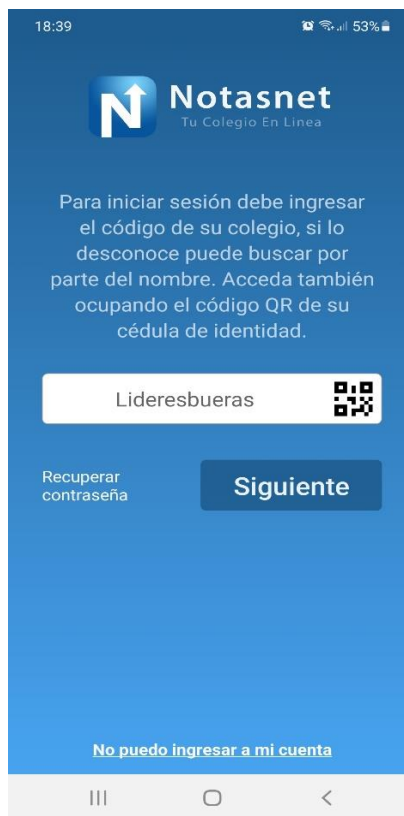 18:39 53%
Notasnet
Tu Colegio En Linea
Para iniciar sesión debe ingresar
el código de su colegio, si lo
desconoce puede buscar por
parte del nombre. Acceda también
ocupando el código QR de su
cédula de identidad.
Lideresbueras
Recuperar
contraseña
Siguiente
No puedo ingresar a mi cuenta